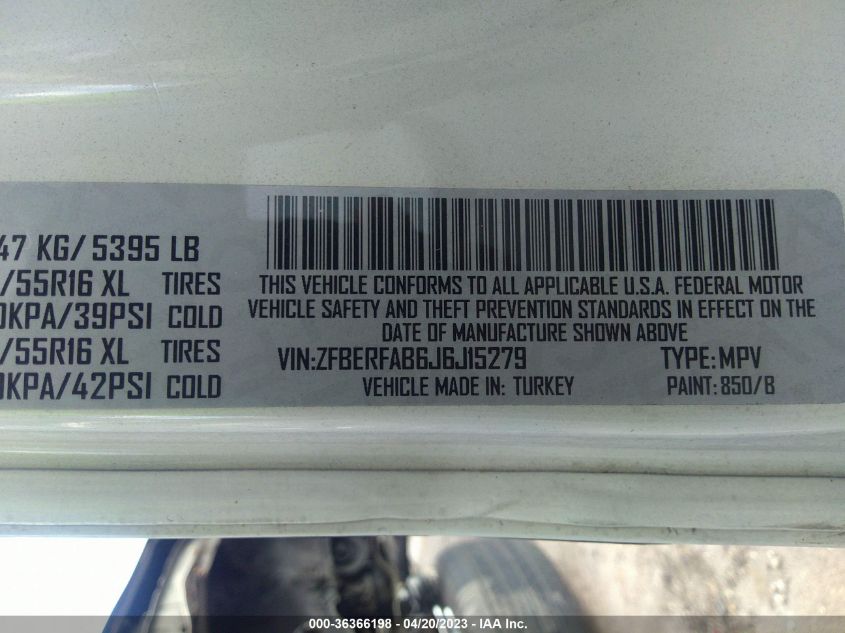 47 KG/ 5395 LB
/55R16 XL TIRES
0KPA/39PSI COLD
/55R16 XL TIRES
0KPA/42PSI COLD
THIS VEHICLE CONFORMS TO ALL APPLICABLE U.S.A. FEDERAL MOTOR
VEHICLE SAFETY AND THEFT PREVENTION STANDARDS IN EFFECT ON THE
DATE OF MANUFACTURE SHOWN ABOVE
VIN:ZFBERFAB6J6J15279 TYPE:MPV
VEHICLE MADE IN: TURKEY PAINT:850/B
000-36366198 - 04/20/2023 - IAA Inc.